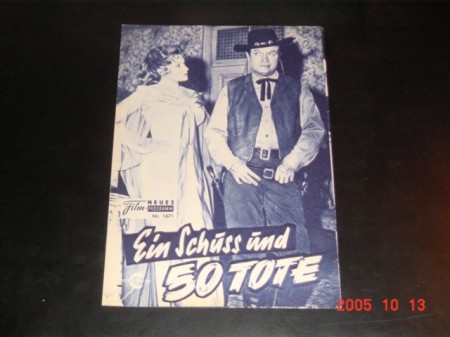 Film- NEUES
PROGRAMM
Nr. 1671
Ein Schuss und
50 TOTE
2005 10 13